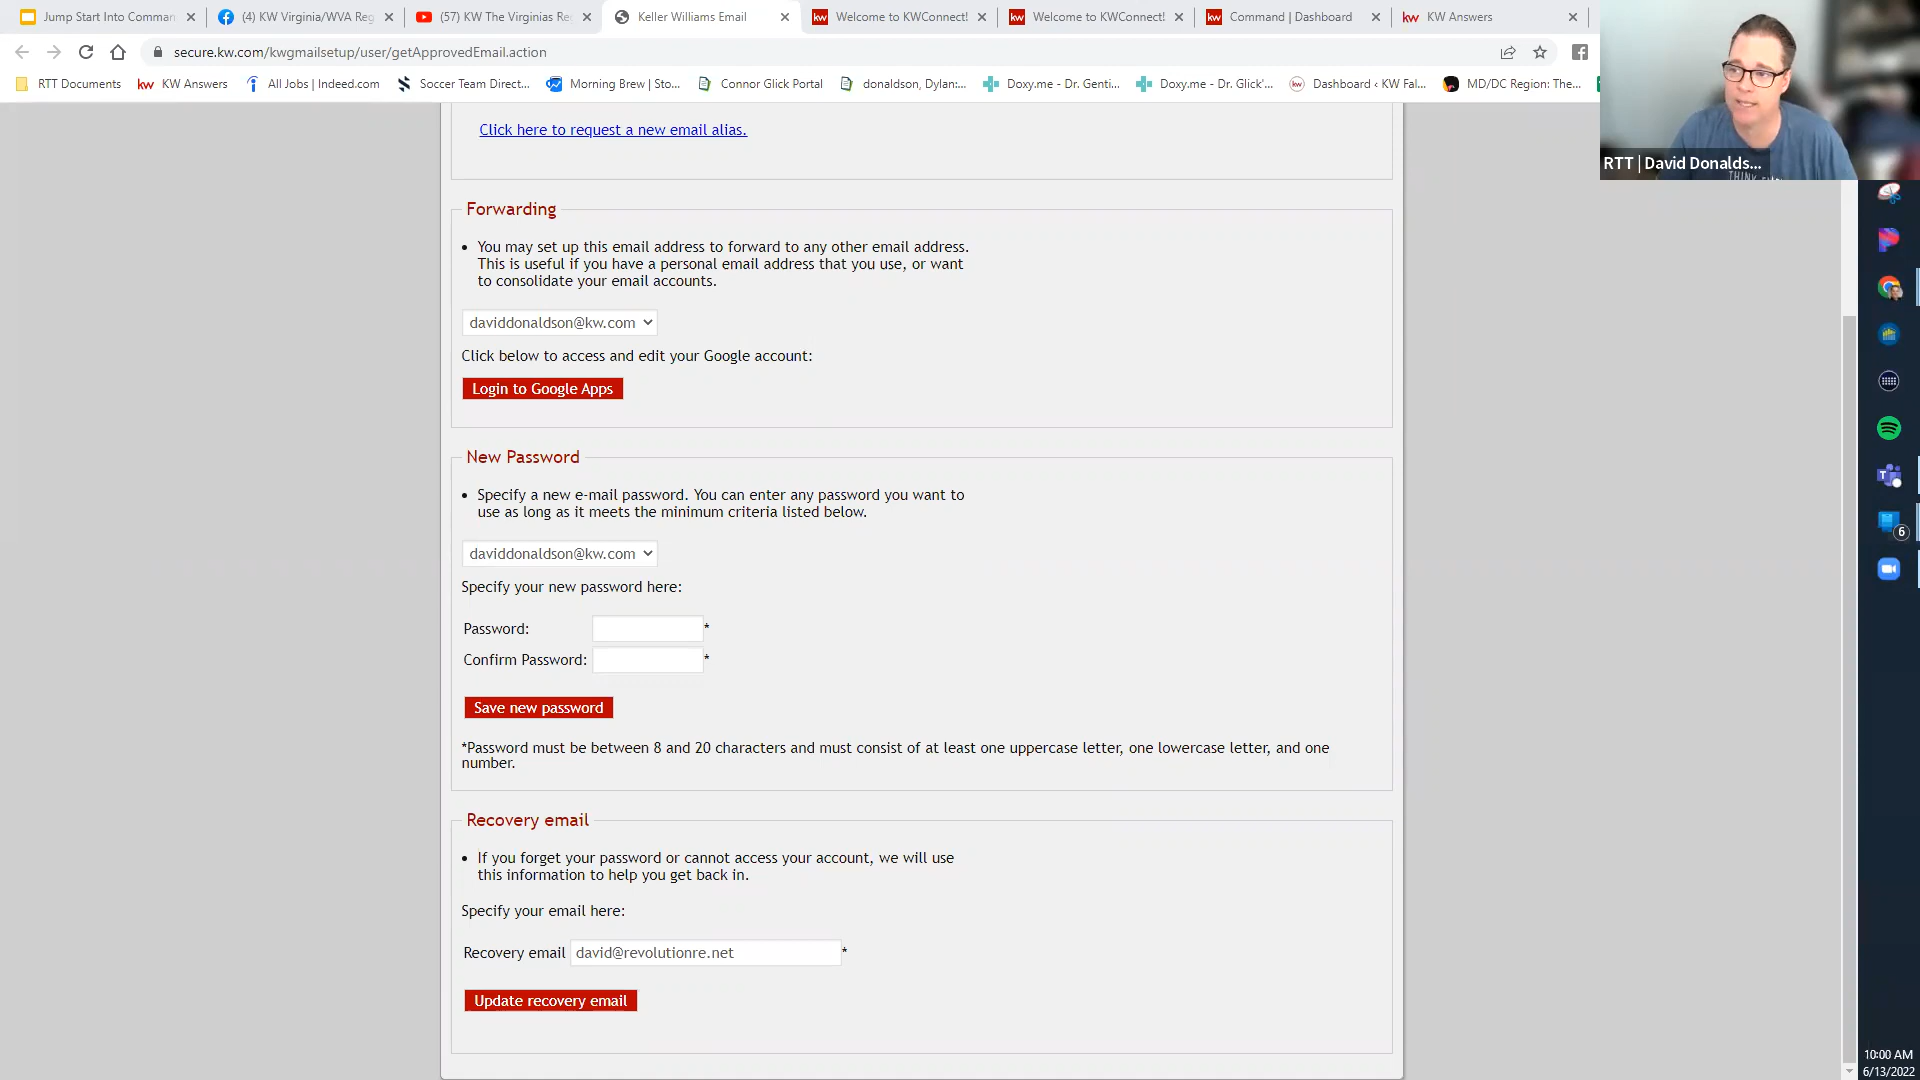 Jump Start Into Comman
(4) KW Virginia/WVA Reg
(57) KW The Virginias Re
Keller Williams Email
Welcome to KWConnect!
Welcome to KWConnect!
Command | Dashboard
KW Answers
secure.kw.com/kwgmailsetup/user/getApprovedEmail.action
RTT Documents
KW Answers
All Jobs | Indeed.com
Soccer Team Direct...
Morning Brew | Sto...
Connor Glick Portal
donaldson, Dylan:...
Doxy.me - Dr. Genti...
Doxy.me - Dr. Glick'...
Dashboard ‹ KW Fal...
MD/DC Region: The...
RTT | David Donalds...
Click here to request a new email alias.
Forwarding
• You may set up this email address to forward to any other email address.
This is useful if you have a personal email address that you use, or want
to consolidate your email accounts.
daviddonaldson@kw.com
Click below to access and edit your Google account:
Login to Google Apps
New Password
• Specify a new e-mail password. You can enter any password you want to
use as long as it meets the minimum criteria listed below.
daviddonaldson@kw.com
Specify your new password here:
Password: *
Confirm Password: *
Save new password
*Password must be between 8 and 20 characters and must consist of at least one uppercase letter, one lowercase letter, and one
number.
Recovery email
• If you forget your password or cannot access your account, we will use
this information to help you get back in.
Specify your email here:
Recovery email david@revolutionre.net *
Update recovery email
6
10:00 AM
6/13/2022